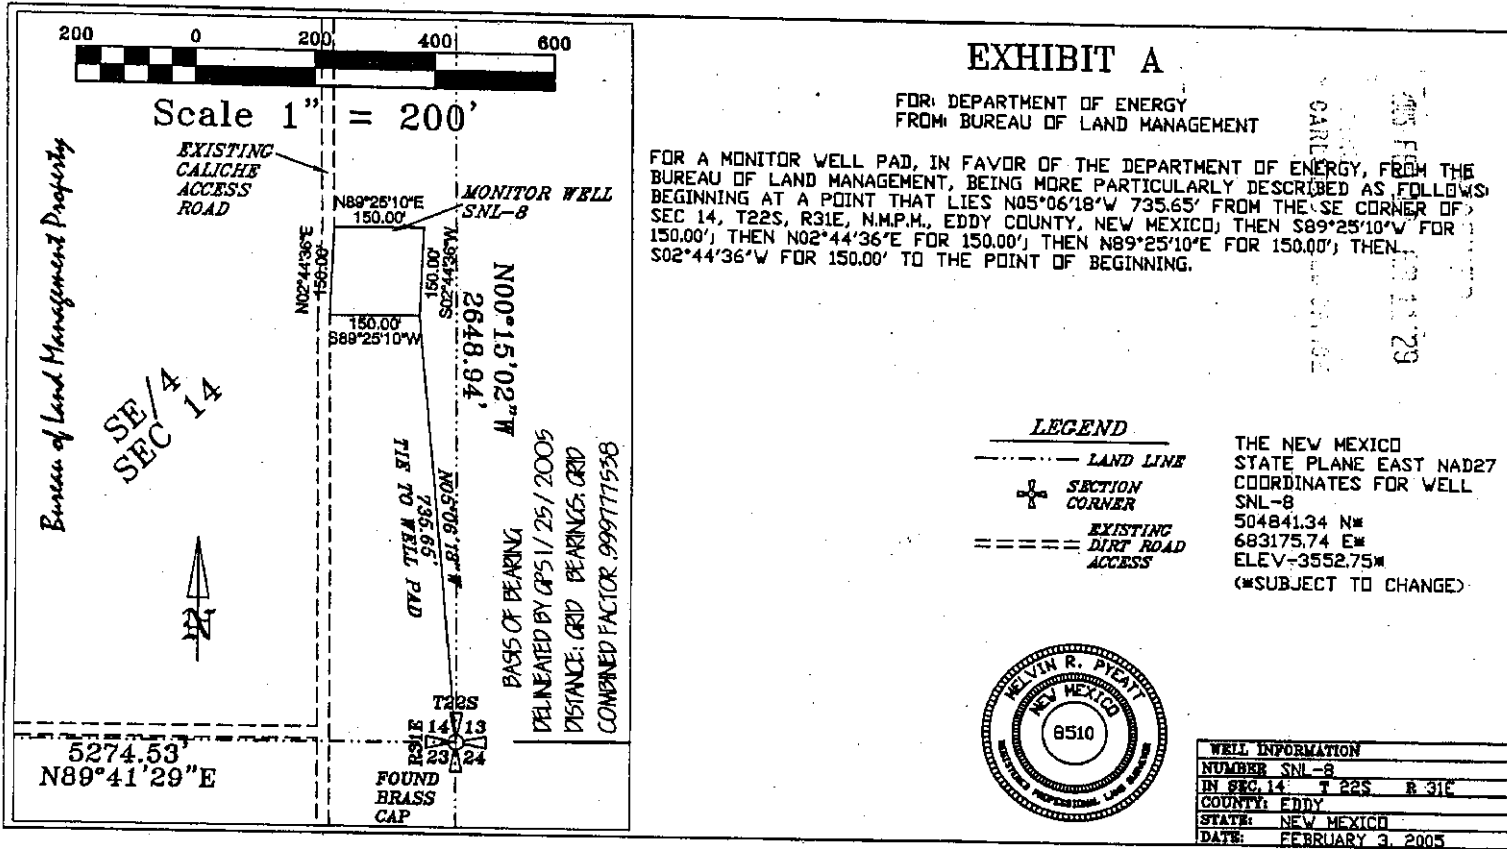 200 0 200 400 600
Scale 1" = 200'
EXISTING
CALICHE
ACCESS
ROAD
MONITOR WELL
SNL-8
N89°25'10"E
150.00'
N02°44'36"E
150.00'
150.00'
S02°44'36"W
150.00'
S89°25'10"W
N00°15'02"W
2648.94'
Bureau of Land Management Property
SE/4
SEC 14
N05°06'18"W
735.65'
TIE TO WELL PAD
BASIS OF BEARING
DELINEATED BY GPS 1/25/2005
DISTANCE: GRID BEARINGS: GRID
COMBINED FACTOR .999777538
N
T22S
R31E
14 13
23 24
5274.53'
N89°41'29"E
FOUND
BRASS
CAP
EXHIBIT A
FOR: DEPARTMENT OF ENERGY
FROM: BUREAU OF LAND MANAGEMENT
FOR A MONITOR WELL PAD, IN FAVOR OF THE DEPARTMENT OF ENERGY, FROM THE
BUREAU OF LAND MANAGEMENT, BEING MORE PARTICULARLY DESCRIBED AS FOLLOWS:
BEGINNING AT A POINT THAT LIES N05°06'18"W 735.65' FROM THE SE CORNER OF
SEC 14, T22S, R31E, N.M.P.M., EDDY COUNTY, NEW MEXICO; THEN S89°25'10"W FOR
150.00'; THEN N02°44'36"E FOR 150.00'; THEN N89°25'10"E FOR 150.00'; THEN
S02°44'36"W FOR 150.00' TO THE POINT OF BEGINNING.
LEGEND
LAND LINE
SECTION
CORNER
EXISTING
DIRT ROAD
ACCESS
THE NEW MEXICO
STATE PLANE EAST NAD27
COORDINATES FOR WELL
SNL-8
504841.34 N*
683175.74 E*
ELEV-3552.75*
(*SUBJECT TO CHANGE)
MELVIN R. PYEATT
NEW MEXICO
8510
REGISTERED PROFESSIONAL LAND SURVEYOR
WELL INFORMATION
NUMBER SNL-8
IN SEC. 14 T 22S R 31E
COUNTY: EDDY
STATE: NEW MEXICO
DATE: FEBRUARY 3, 2005